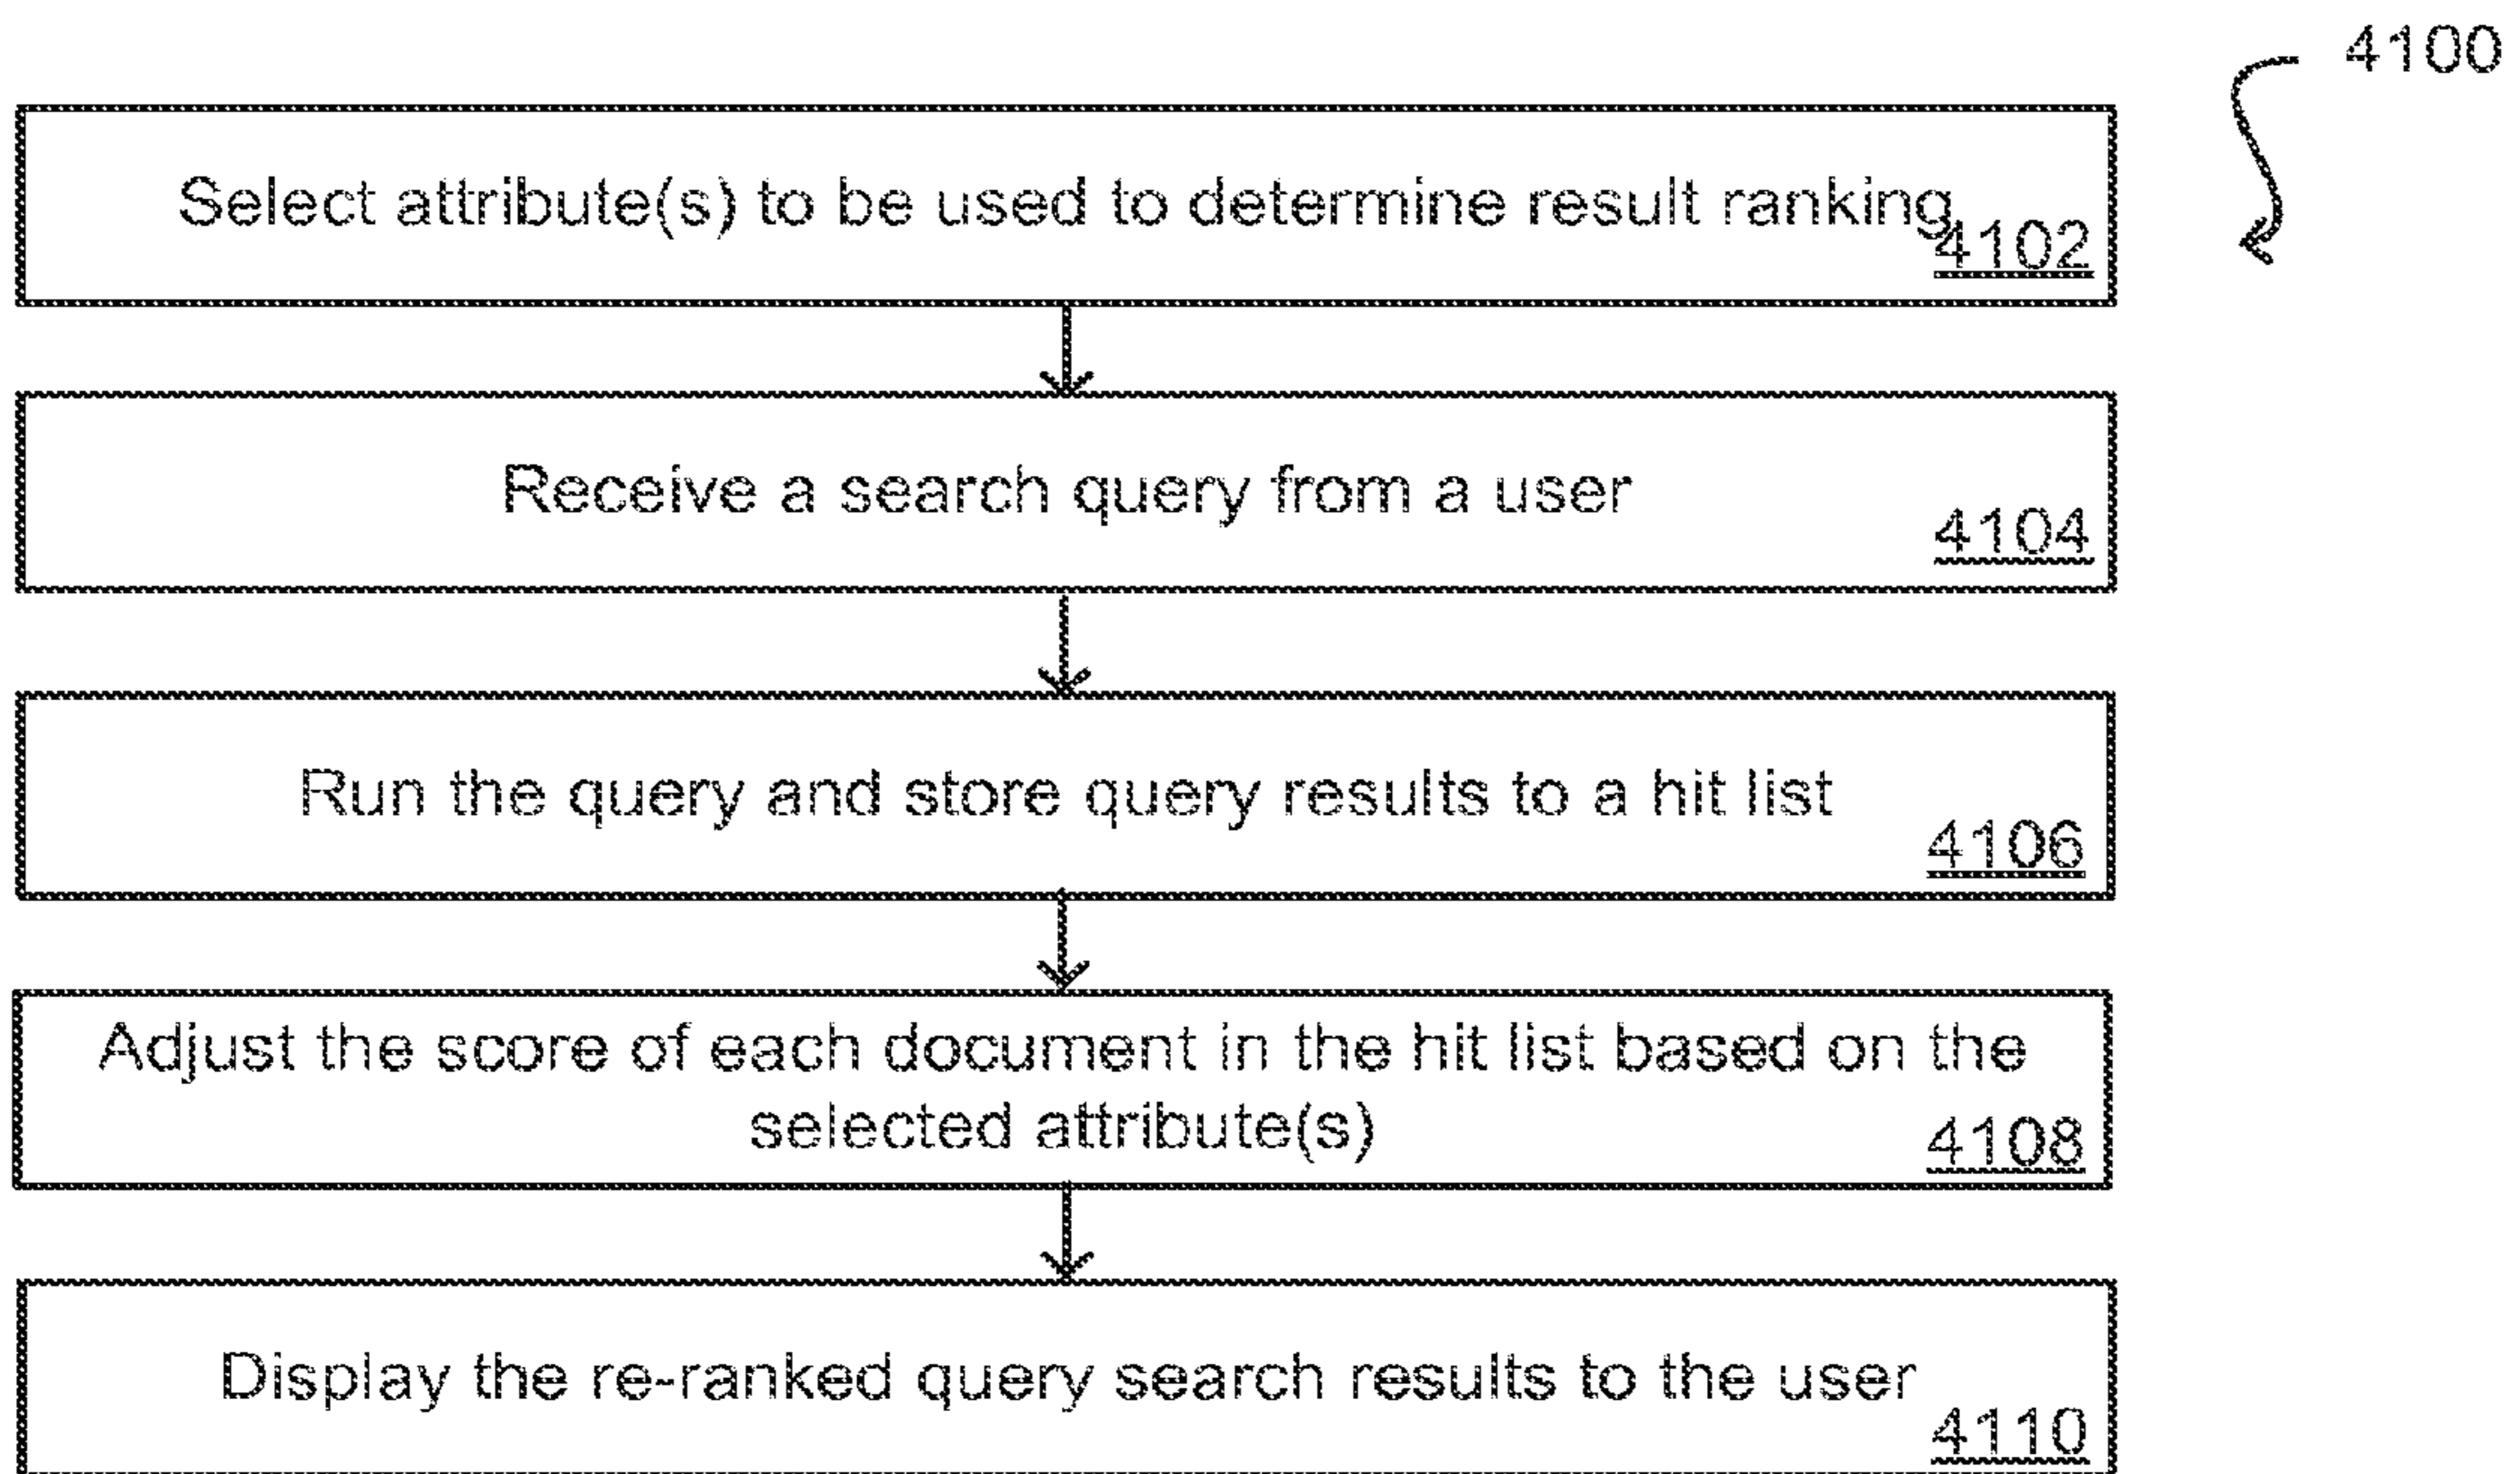 4100
Select attribute(s) to be used to determine result ranking
4102
Receive a search query from a user
4104
Run the query and store query results to a hit list
4106
Adjust the score of each document in the hit list based on the
selected attribute(s)
4108
Display the re-ranked query search results to the user
4110